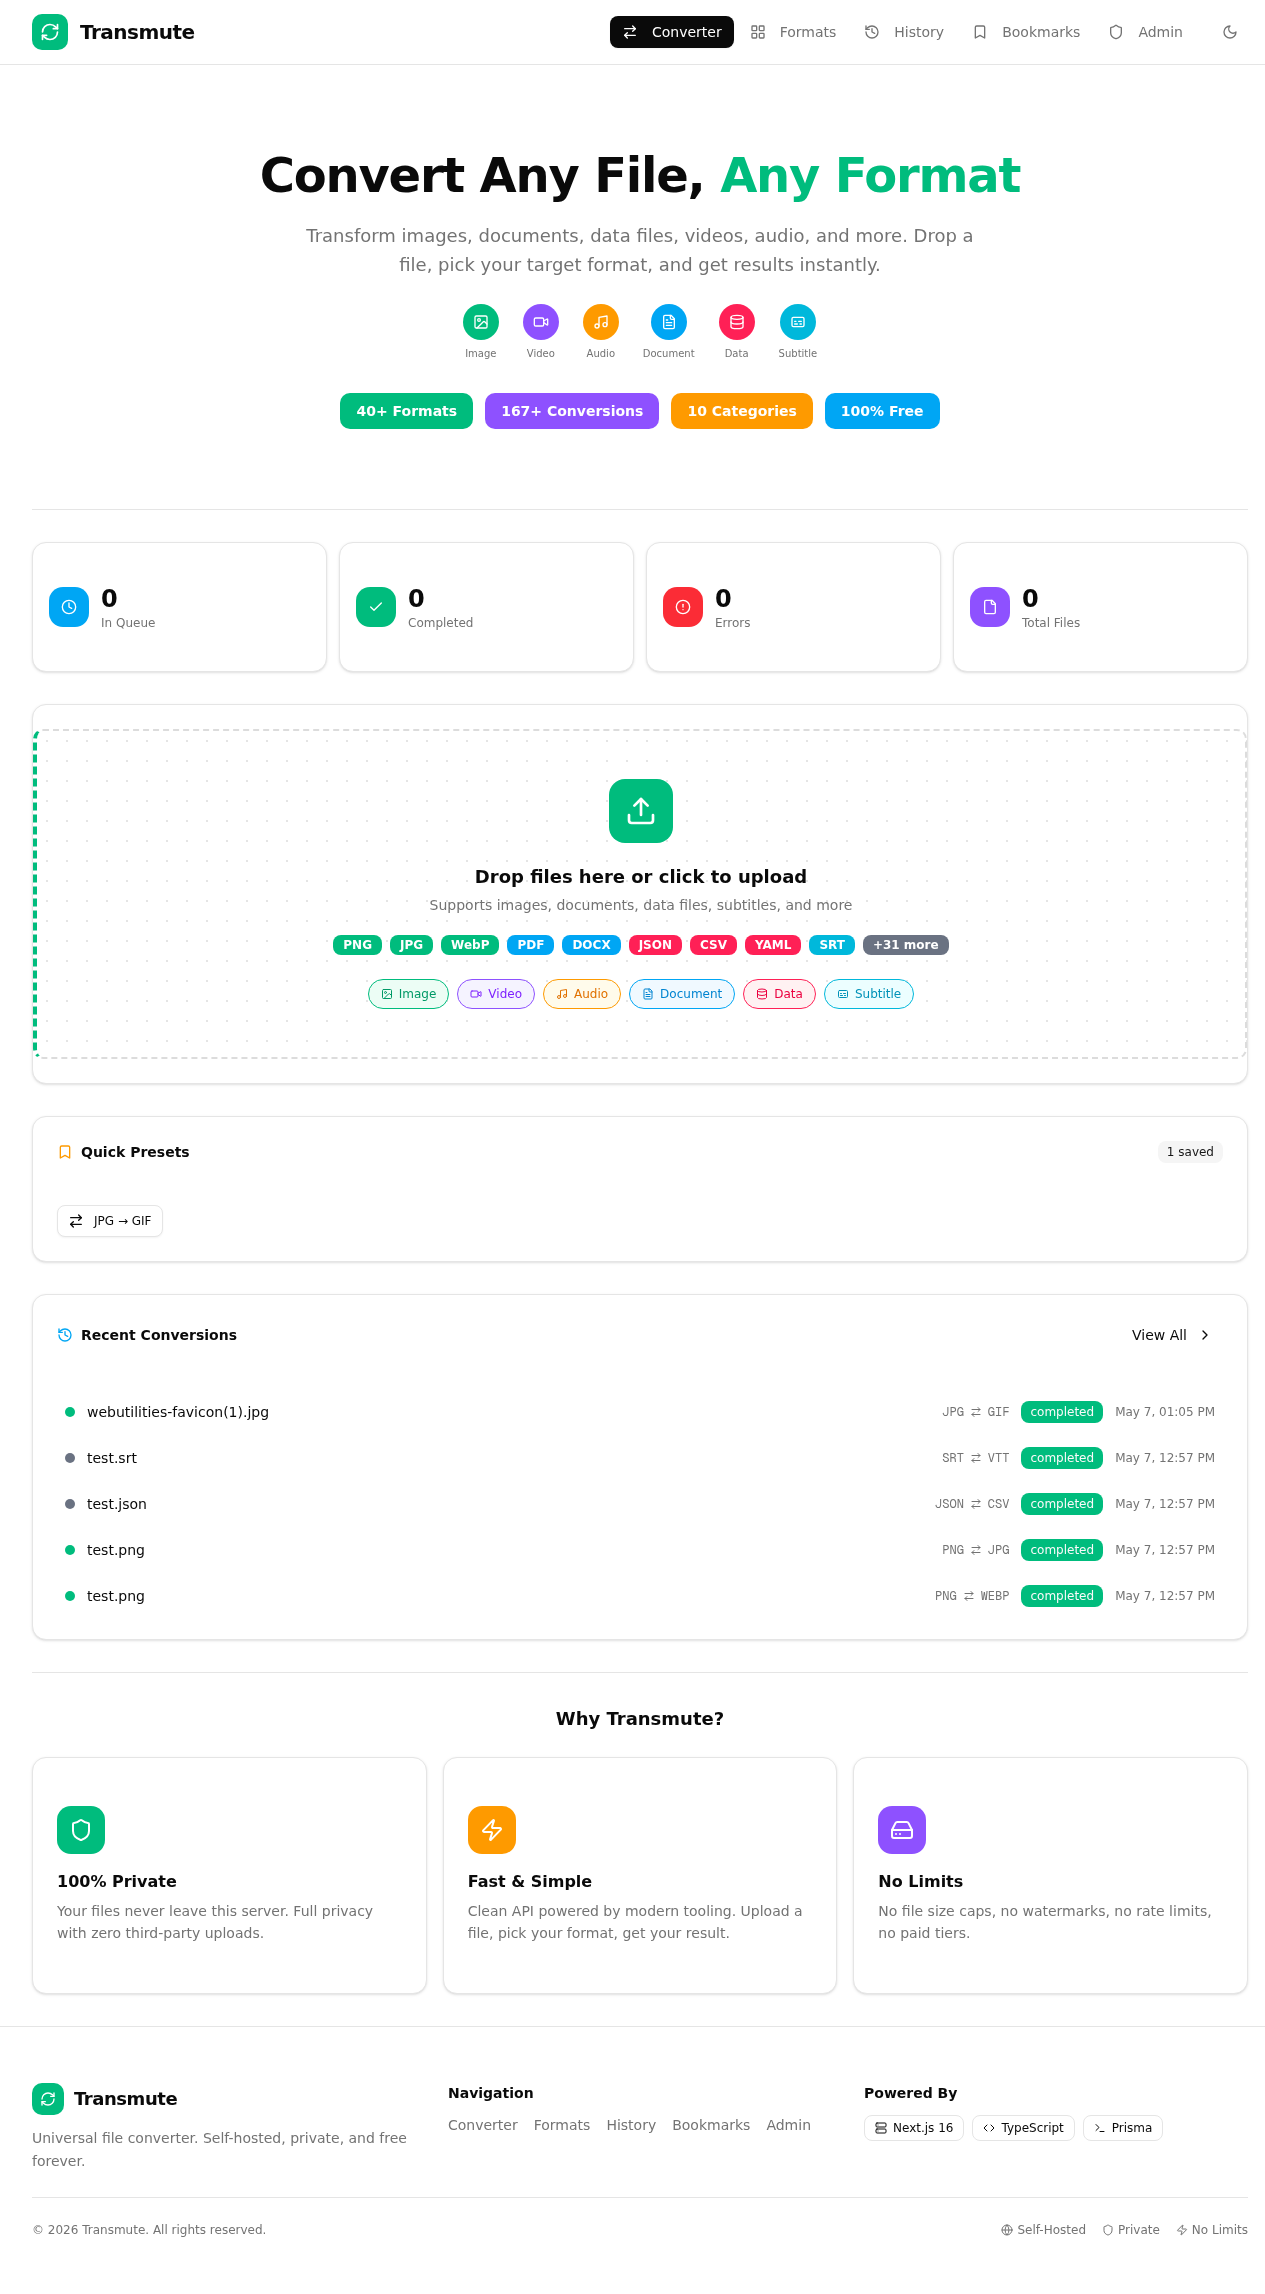 Transmute
Converter
Formats
History
Bookmarks
Admin
Convert Any File, Any Format
Transform images, documents, data files, videos, audio, and more. Drop a
file, pick your target format, and get results instantly.
Image
Video
Audio
Document
Data
Subtitle
40+ Formats
167+ Conversions
10 Categories
100% Free
0
In Queue
0
Completed
0
Errors
0
Total Files
Drop files here or click to upload
Supports images, documents, data files, subtitles, and more
PNG
JPG
WebP
PDF
DOCX
JSON
CSV
YAML
SRT
+31 more
Image
Video
Audio
Document
Data
Subtitle
Quick Presets
1 saved
JPG → GIF
Recent Conversions
View All
webutilities-favicon(1).jpg
JPG ⇄ GIF
completed
May 7, 01:05 PM
test.srt
SRT ⇄ VTT
completed
May 7, 12:57 PM
test.json
JSON ⇄ CSV
completed
May 7, 12:57 PM
test.png
PNG ⇄ JPG
completed
May 7, 12:57 PM
test.png
PNG ⇄ WEBP
completed
May 7, 12:57 PM
Why Transmute?
100% Private
Your files never leave this server. Full privacy
with zero third-party uploads.
Fast & Simple
Clean API powered by modern tooling. Upload a
file, pick your format, get your result.
No Limits
No file size caps, no watermarks, no rate limits,
no paid tiers.
Transmute
Universal file converter. Self-hosted, private, and free
forever.
Navigation
Converter
Formats
History
Bookmarks
Admin
Powered By
Next.js 16
TypeScript
Prisma
© 2026 Transmute. All rights reserved.
Self-Hosted
Private
No Limits